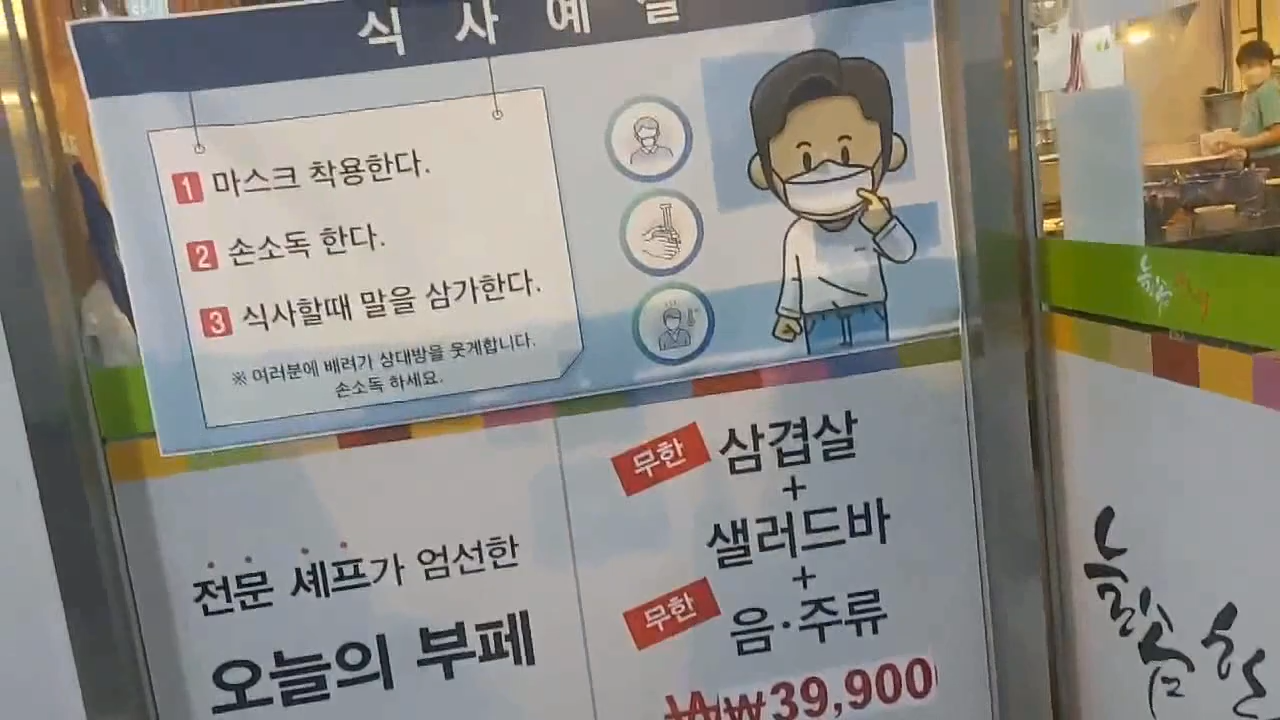 식사예절
1 마스크 착용한다.
2 손소독 한다.
3 식사할때 말을 삼가한다.
※ 여러분에 배려가 상대방을 웃게합니다.
손소독 하세요.
전문 셰프가 엄선한
오늘의 부페
무한 삼겹살
+
샐러드바
+
무한 음·주류
₩39,900